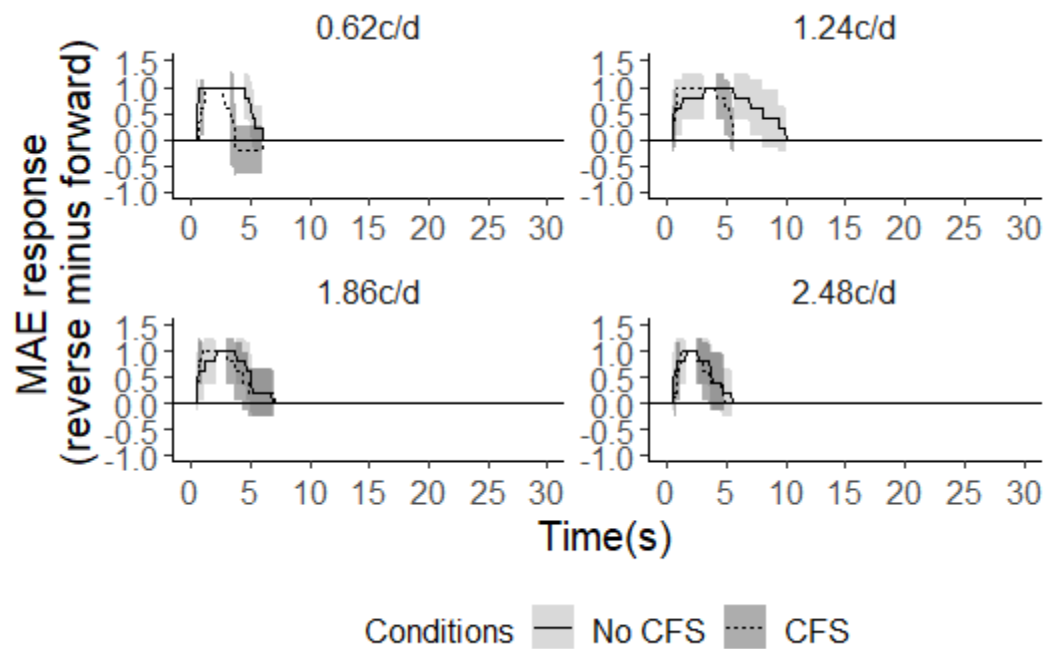 0.62c/d 1.24c/d
1.5 1.5
1.0 1.0
0.5 0.5
0.0 0.0
-0.5 -0.5
-1.0 -1.0
0 5 10 15 20 25 30 0 5 10 15 20 25 30
MAE response
(reverse minus forward)
1.86c/d 2.48c/d
1.5 1.5
1.0 1.0
0.5 0.5
0.0 0.0
-0.5 -0.5
-1.0 -1.0
0 5 10 15 20 25 30 0 5 10 15 20 25 30
Time(s)
Conditions No CFS CFS